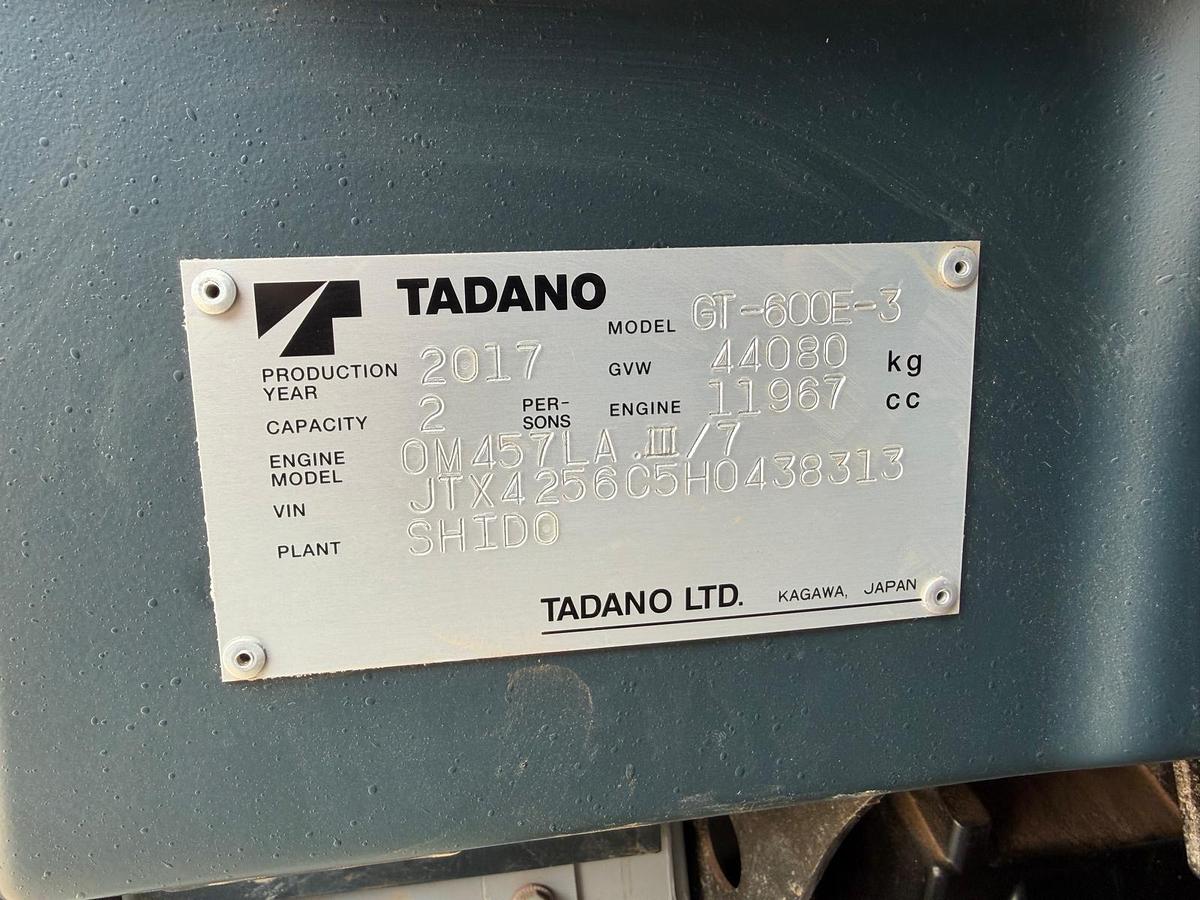 TADANO
MODEL GT-600E-3
PRODUCTION YEAR 2017 GVW 44080 kg
CAPACITY 2 PER-SONS ENGINE 11967 cc
ENGINE MODEL OM457LA.III/7
VIN JTX4256C5H0438313
PLANT SHIDO
TADANO LTD. KAGAWA, JAPAN